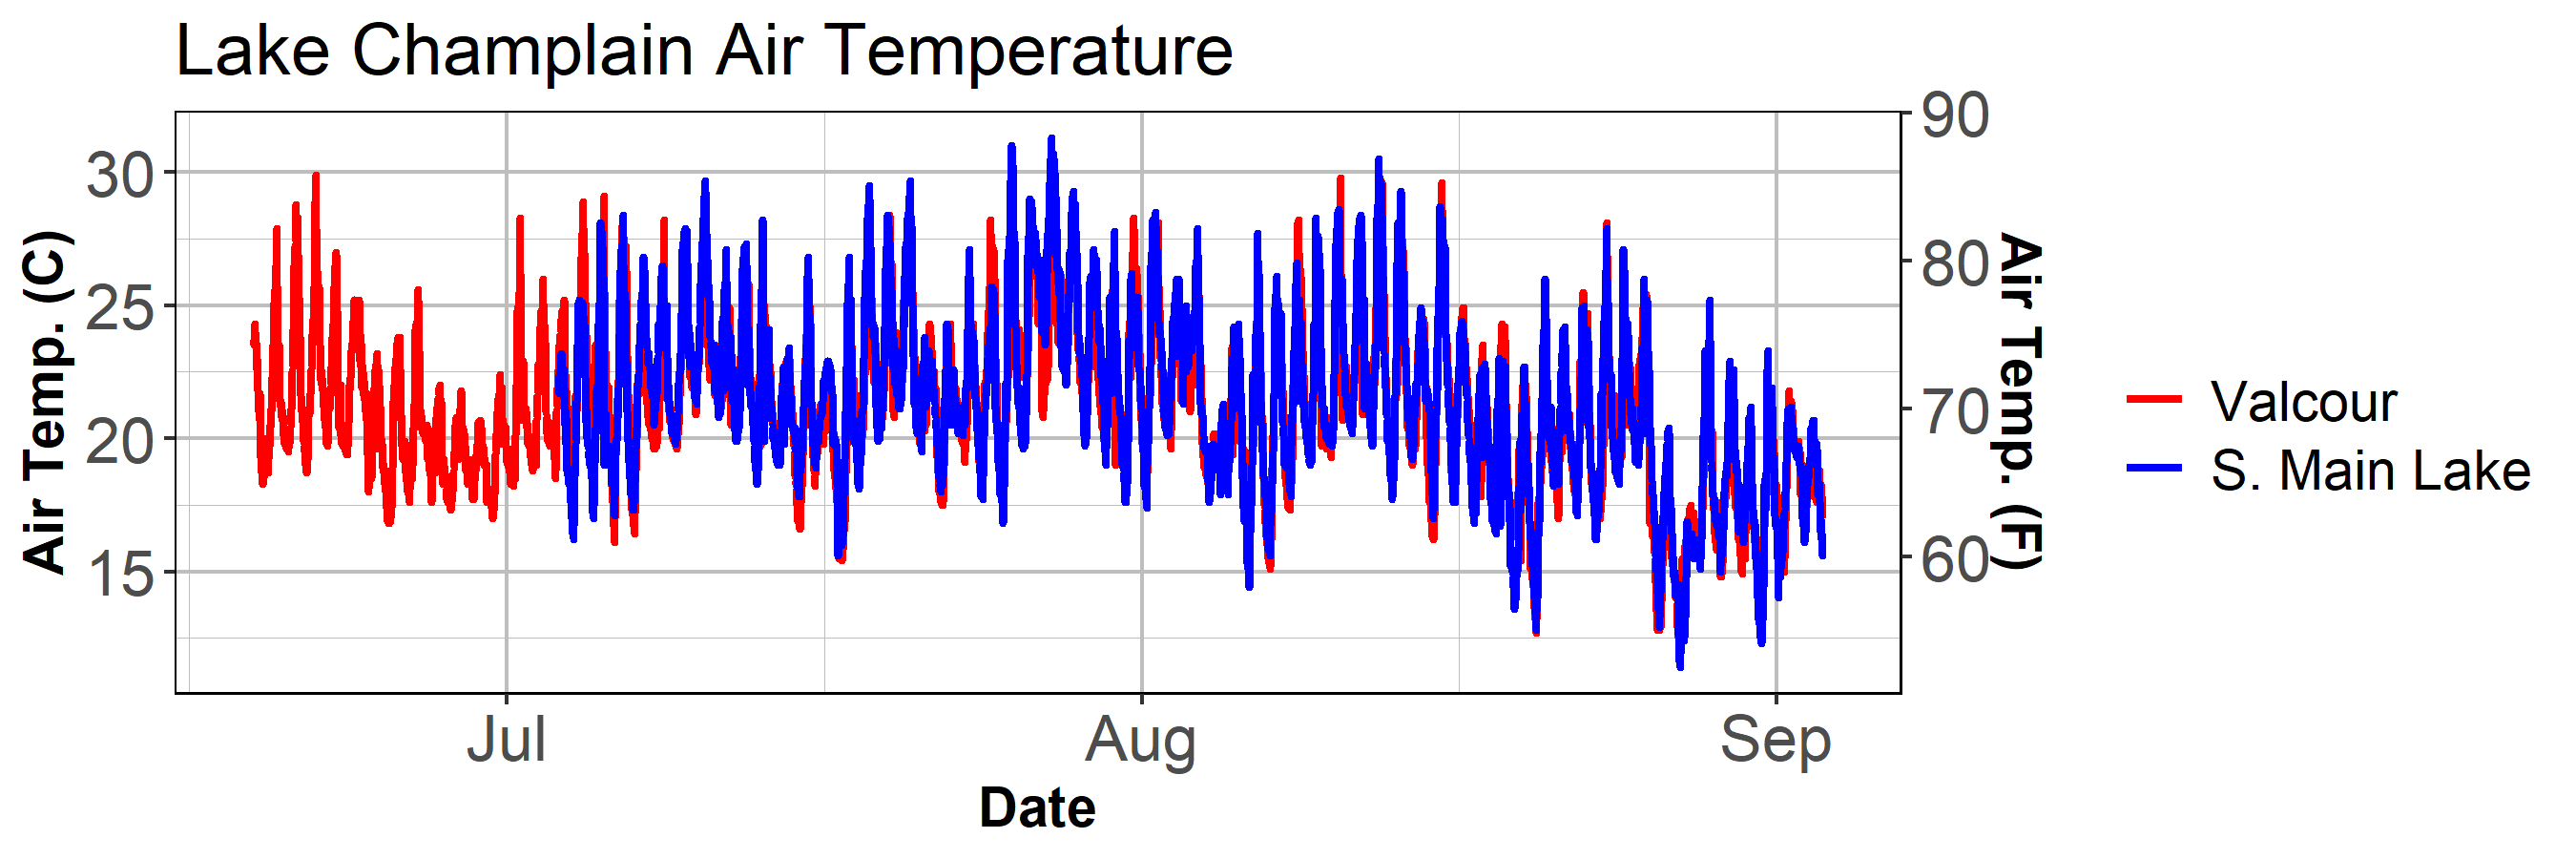 Lake Champlain Air Temperature
Air Temp. (C)
30
25
20
15
90
80
70
60
Air Temp. (F)
Jul
Aug
Sep
Date
Valcour
S. Main Lake